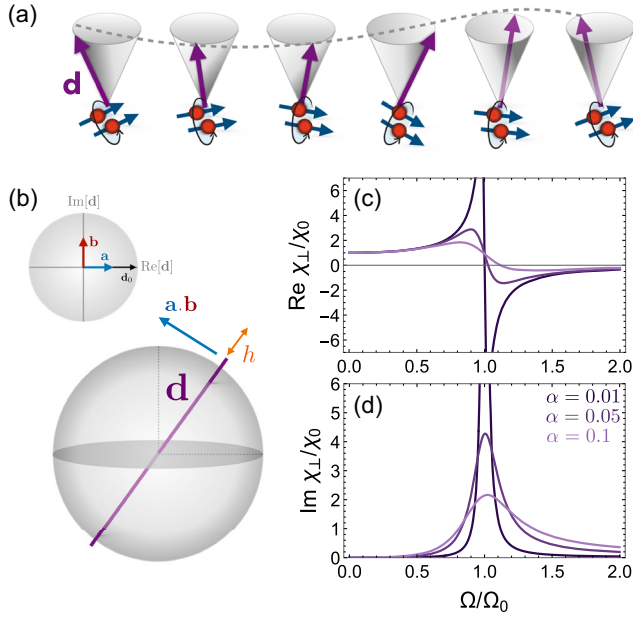 (a)
d
(b)
Im[d]
b
a
Re[d]
d₀
a.b
h
d
(c)
Re χ⊥/χ₀
6
4
2
0
−2
−4
−6
0.0 0.5 1.0 1.5 2.0
(d)
α = 0.01
α = 0.05
α = 0.1
Im χ⊥/χ₀
6
5
4
3
2
1
0
0.0 0.5 1.0 1.5 2.0
Ω/Ω₀